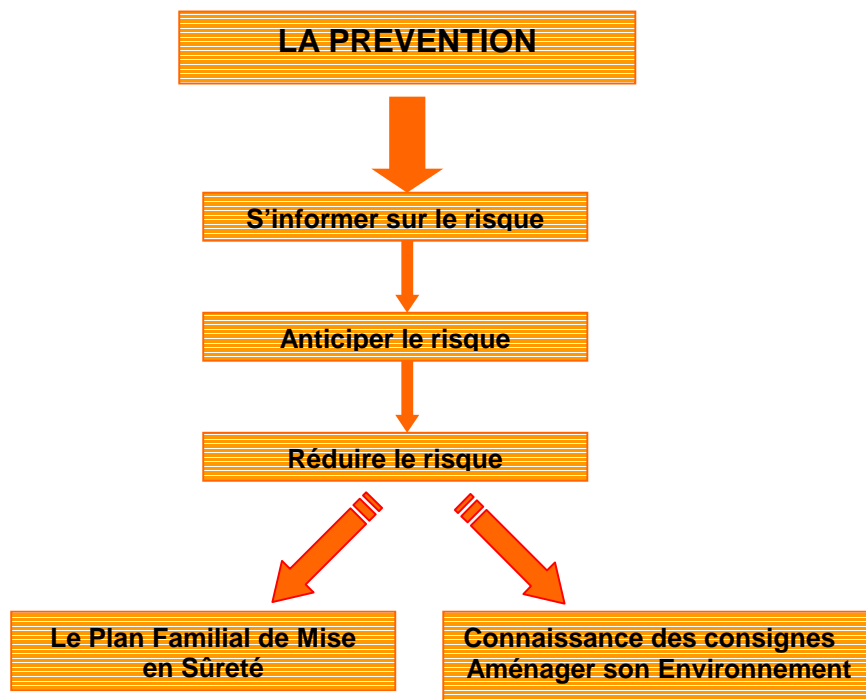 LA PREVENTION
S’informer sur le risque
Anticiper le risque
Réduire le risque
Le Plan Familial de Mise
en Sûreté
Connaissance des consignes
Aménager son Environnement